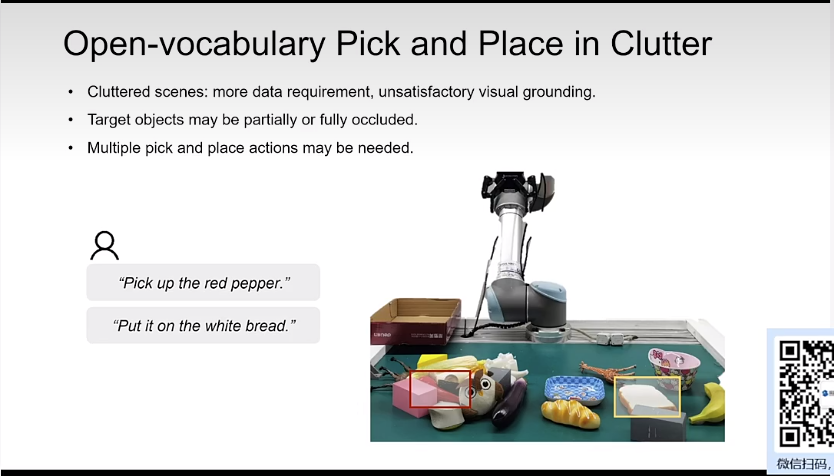 Open-vocabulary Pick and Place in Clutter
• Cluttered scenes: more data requirement, unsatisfactory visual grounding.
• Target objects may be partially or fully occluded.
• Multiple pick and place actions may be needed.
“Pick up the red pepper.”
“Put it on the white bread.”
微信扫码,